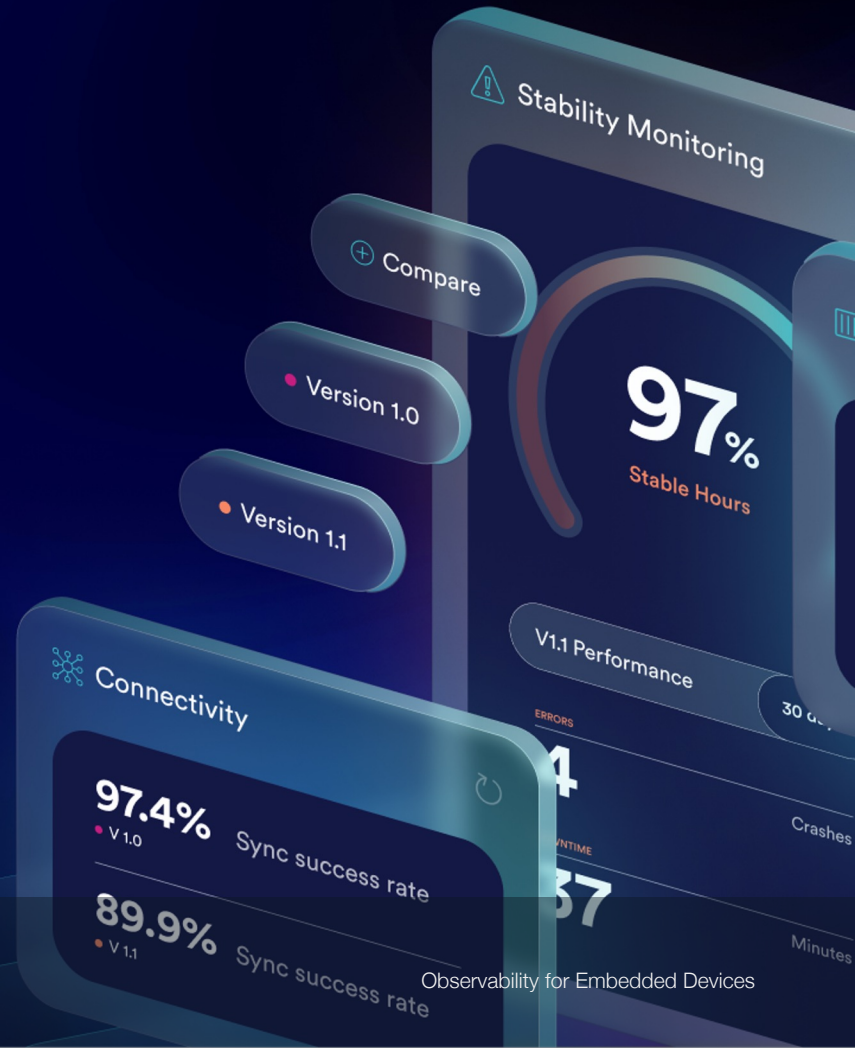 Stability Monitoring
Compare
Version 1.0
Version 1.1
97%
Stable Hours
V1.1 Performance
30
ERRORS
4
Crashes
37
Minutes
Connectivity
97.4%
V 1.0
Sync success rate
89.9%
V 1.1
Sync success rate
Observability for Embedded Devices